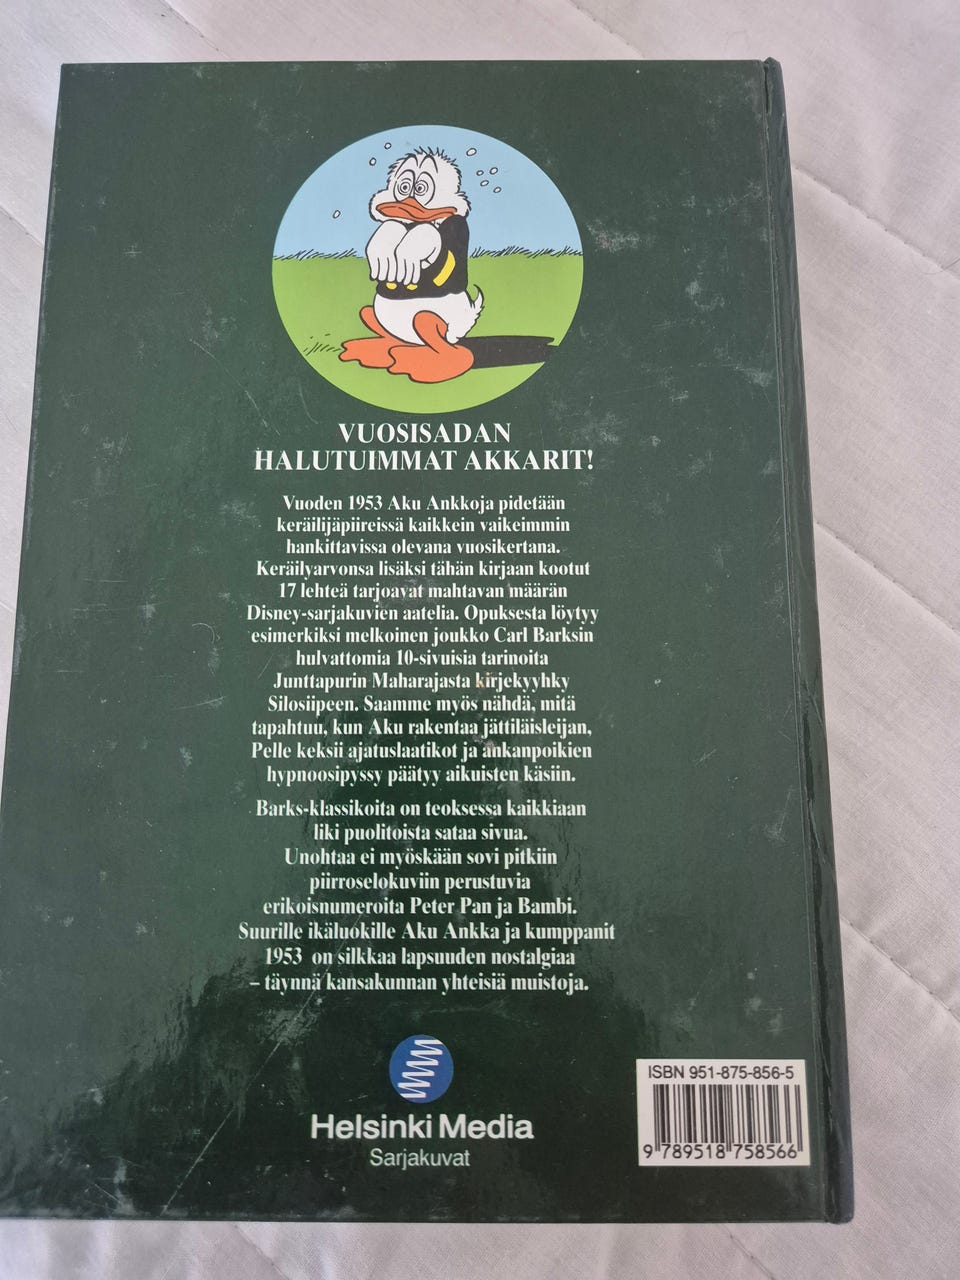 VUOSISADAN
HALUTUIMMAT AKKARIT!
Vuoden 1953 Aku Ankkoja pidetään
keräilijäpiireissä kaikkein vaikeimmin
hankittavissa olevana vuosikertana.
Keräilyarvonsa lisäksi tähän kirjaan kootut
17 lehteä tarjoavat mahtavan määrän
Disney-sarjakuvien aatelia. Opuksesta löytyy
esimerkiksi melkoinen joukko Carl Barksin
hulvattomia 10-sivuisia tarinoita
Junttapurin Maharajasta kirjekyyhky
Silosiipeen. Saamme myös nähdä, mitä
tapahtuu, kun Aku rakentaa jättiläisleijan,
Pelle keksii ajatuslaatikot ja ankanpoikien
hypnoosipyssy päätyy aikuisten käsiin.
Barks-klassikoita on teoksessa kaikkiaan
liki puolitoista sataa sivua.
Unohtaa ei myöskään sovi pitkiin
piirroselokuviin perustuvia
erikoisnumeroita Peter Pan ja Bambi.
Suurille ikäluokille Aku Ankka ja kumppanit
1953 on silkkaa lapsuuden nostalgiaa
– täynnä kansakunnan yhteisiä muistoja.
Helsinki Media
Sarjakuvat
ISBN 951-875-856-5
9 789518 758566